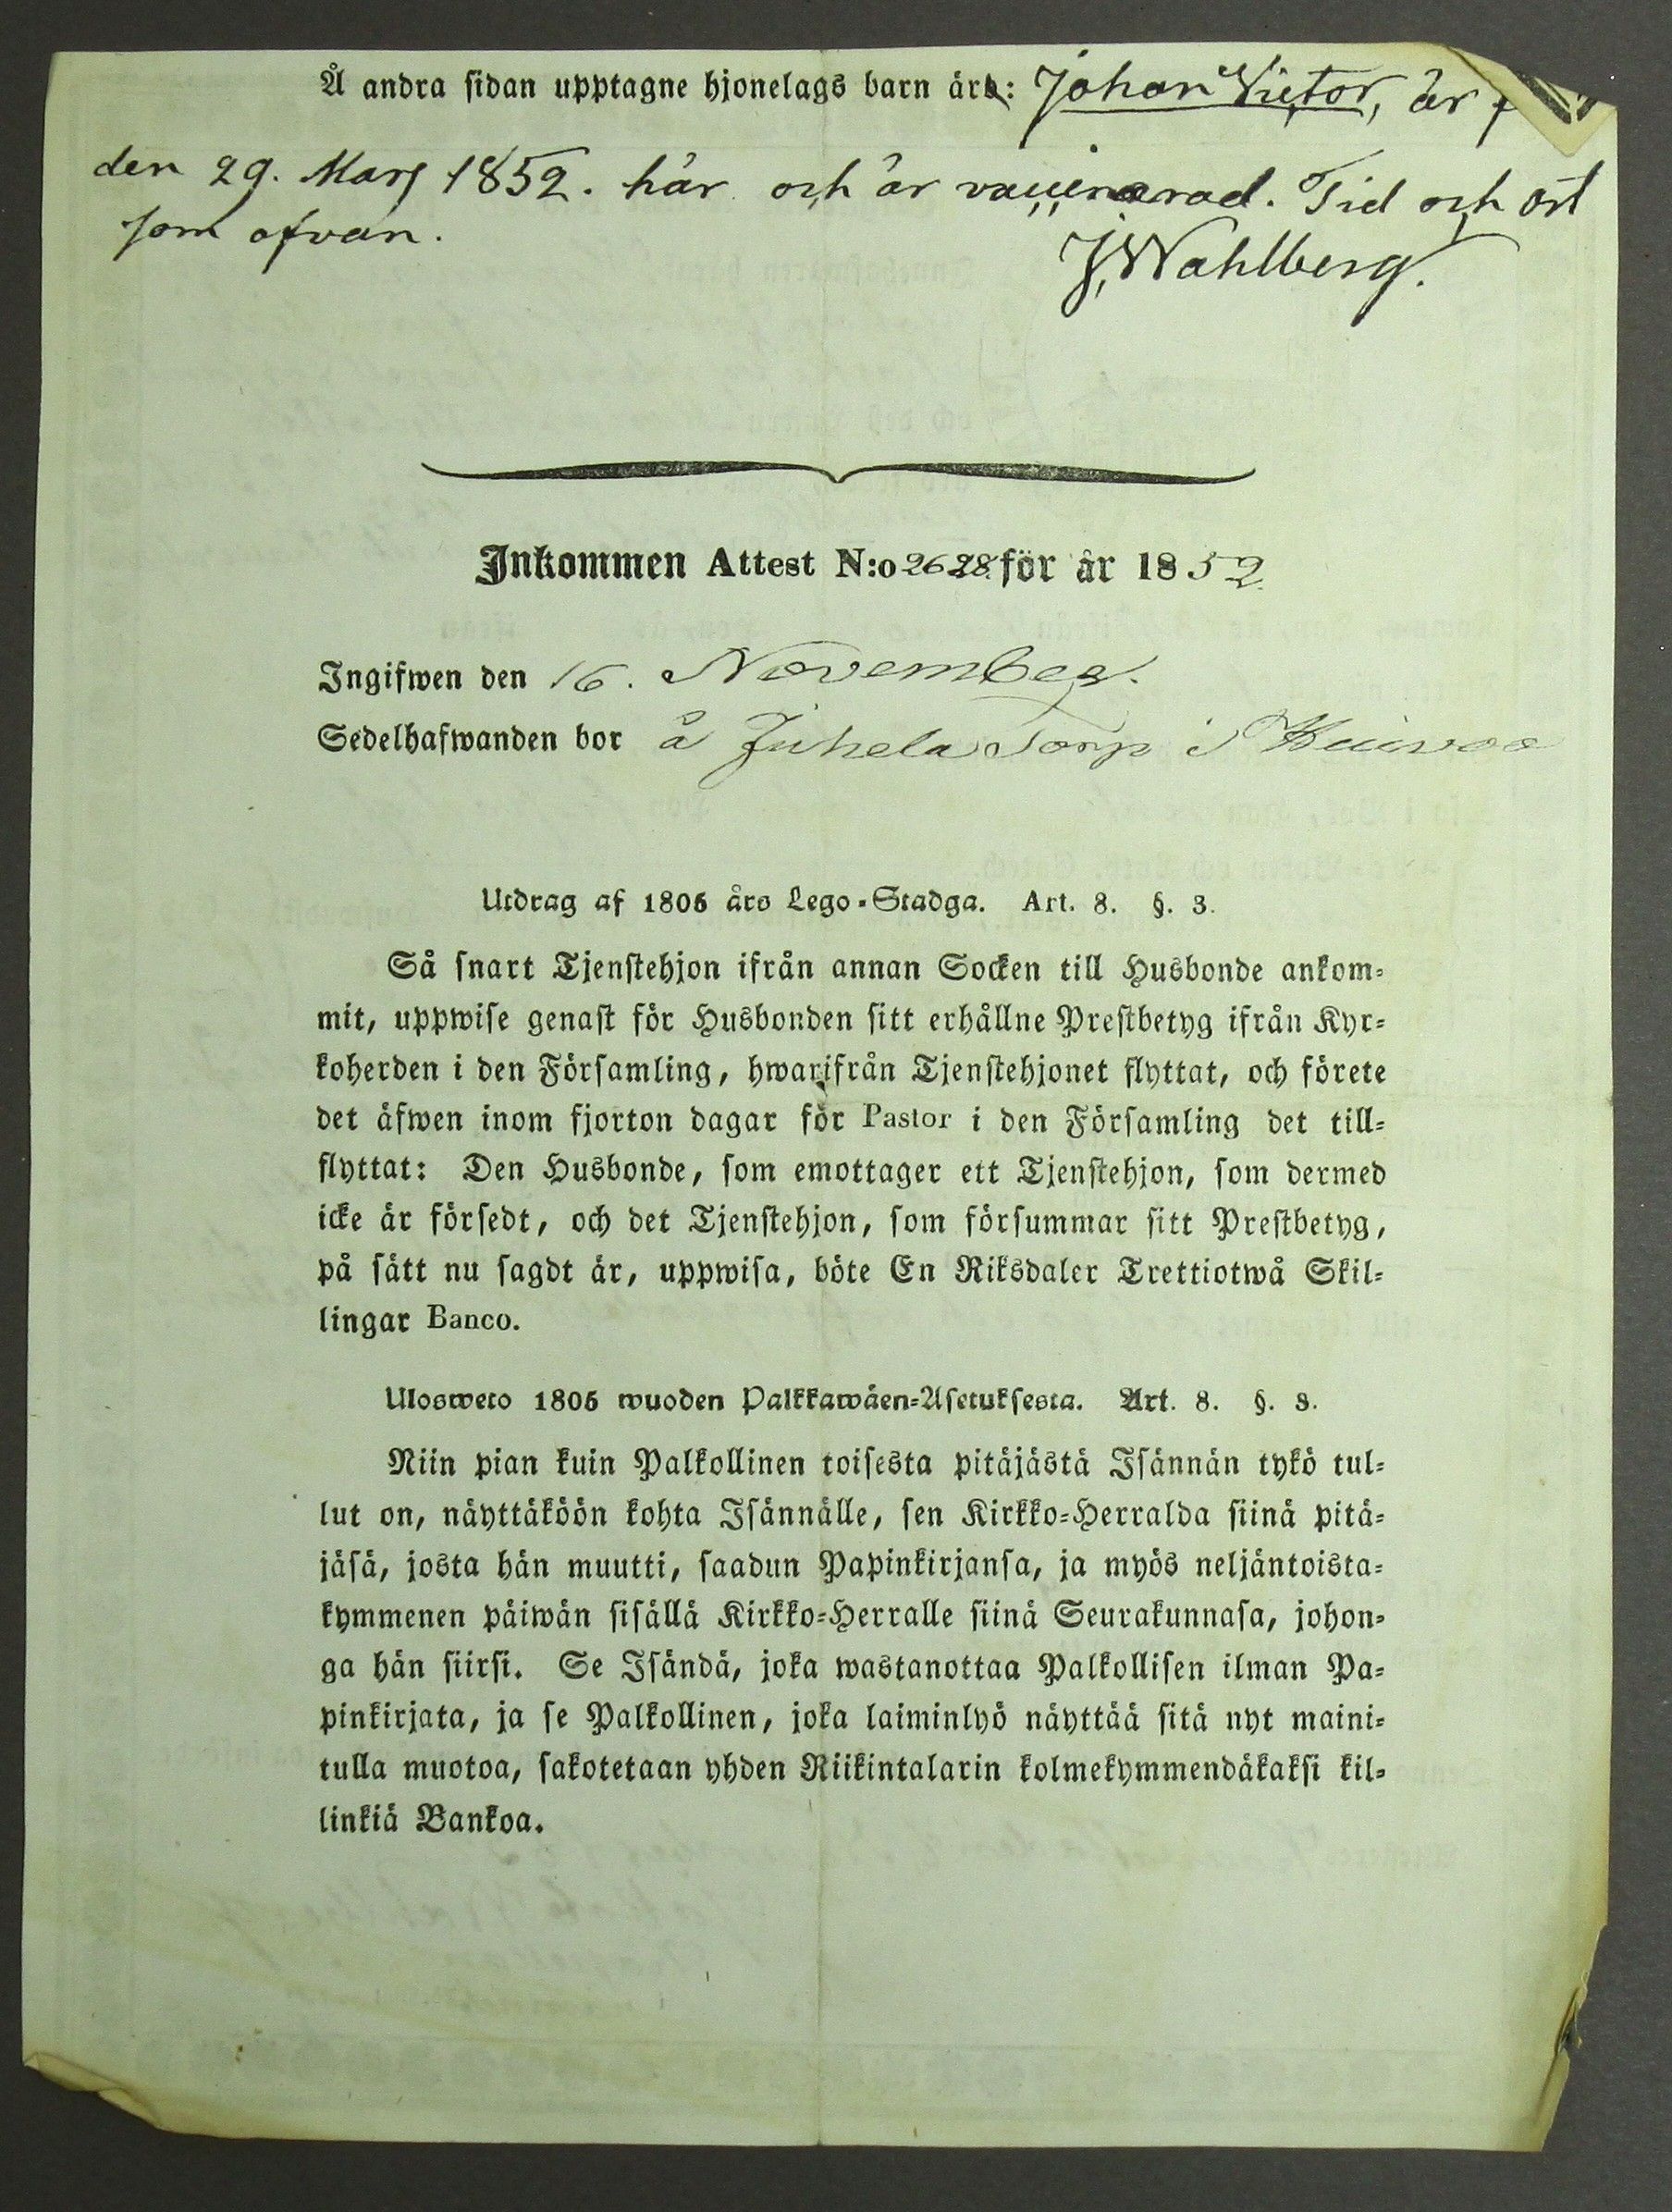 Å andra sidan upptagne hjonelags barn är: Johan Victor, är
den 29. Mars 1852. här och är vaccinerad. Tid och ort
som ofvan.
J. Wahlberg.
Inkommen Attest N:o 2628. för år 1852.
Ingifwen den 16. November.
Sedelhafwanden bor å Juhela Torp i
Utdrag af 1805 års Lego-Stadga. Art. 8. §. 3.
Så snart Tjenstehjon ifrån annan Socken till Husbonde ankom-
mit, uppwise genast för Husbonden sitt erhållne Prestbetyg ifrån Kyr-
koherden i den Församling, hwarifrån Tjenstehjonet flyttat, och förete
det äfwen inom fjorton dagar för Pastor i den Församling det till-
flyttat: Den Husbonde, som emottager ett Tjenstehjon, som dermed
icke är försedt, och det Tjenstehjon, som försummar sitt Prestbetyg,
på sätt nu sagdt är, uppwisa, böte En Riksdaler Trettiotwå Skil-
lingar Banco.
Ulosweto 1805 wuoden Palkkawäen-Asetuksesta. Art. 8. §. 3.
Niin pian kuin Palkollinen toisesta pitäjästä Isännän tykö tul-
lut on, näyttäköön kohta Isännälle, sen Kirkko-Herralda siinä pitä-
jäsä, josta hän muutti, saadun Papinkirjansa, ja myös neljäntoista-
kymmenen päiwän sisällä Kirkko-Herralle siinä Seurakunnasa, johon-
ga hän siirsi. Se Isändä, joka wastanottaa Palkollisen ilman Pa-
pinkirjata, ja se Palkollinen, joka laiminlyö näyttää sitä nyt maini-
tulla muotoa, sakotetaan yhden Riikintalarin kolmekymmendäkaksi kil-
linkiä Bankoa.